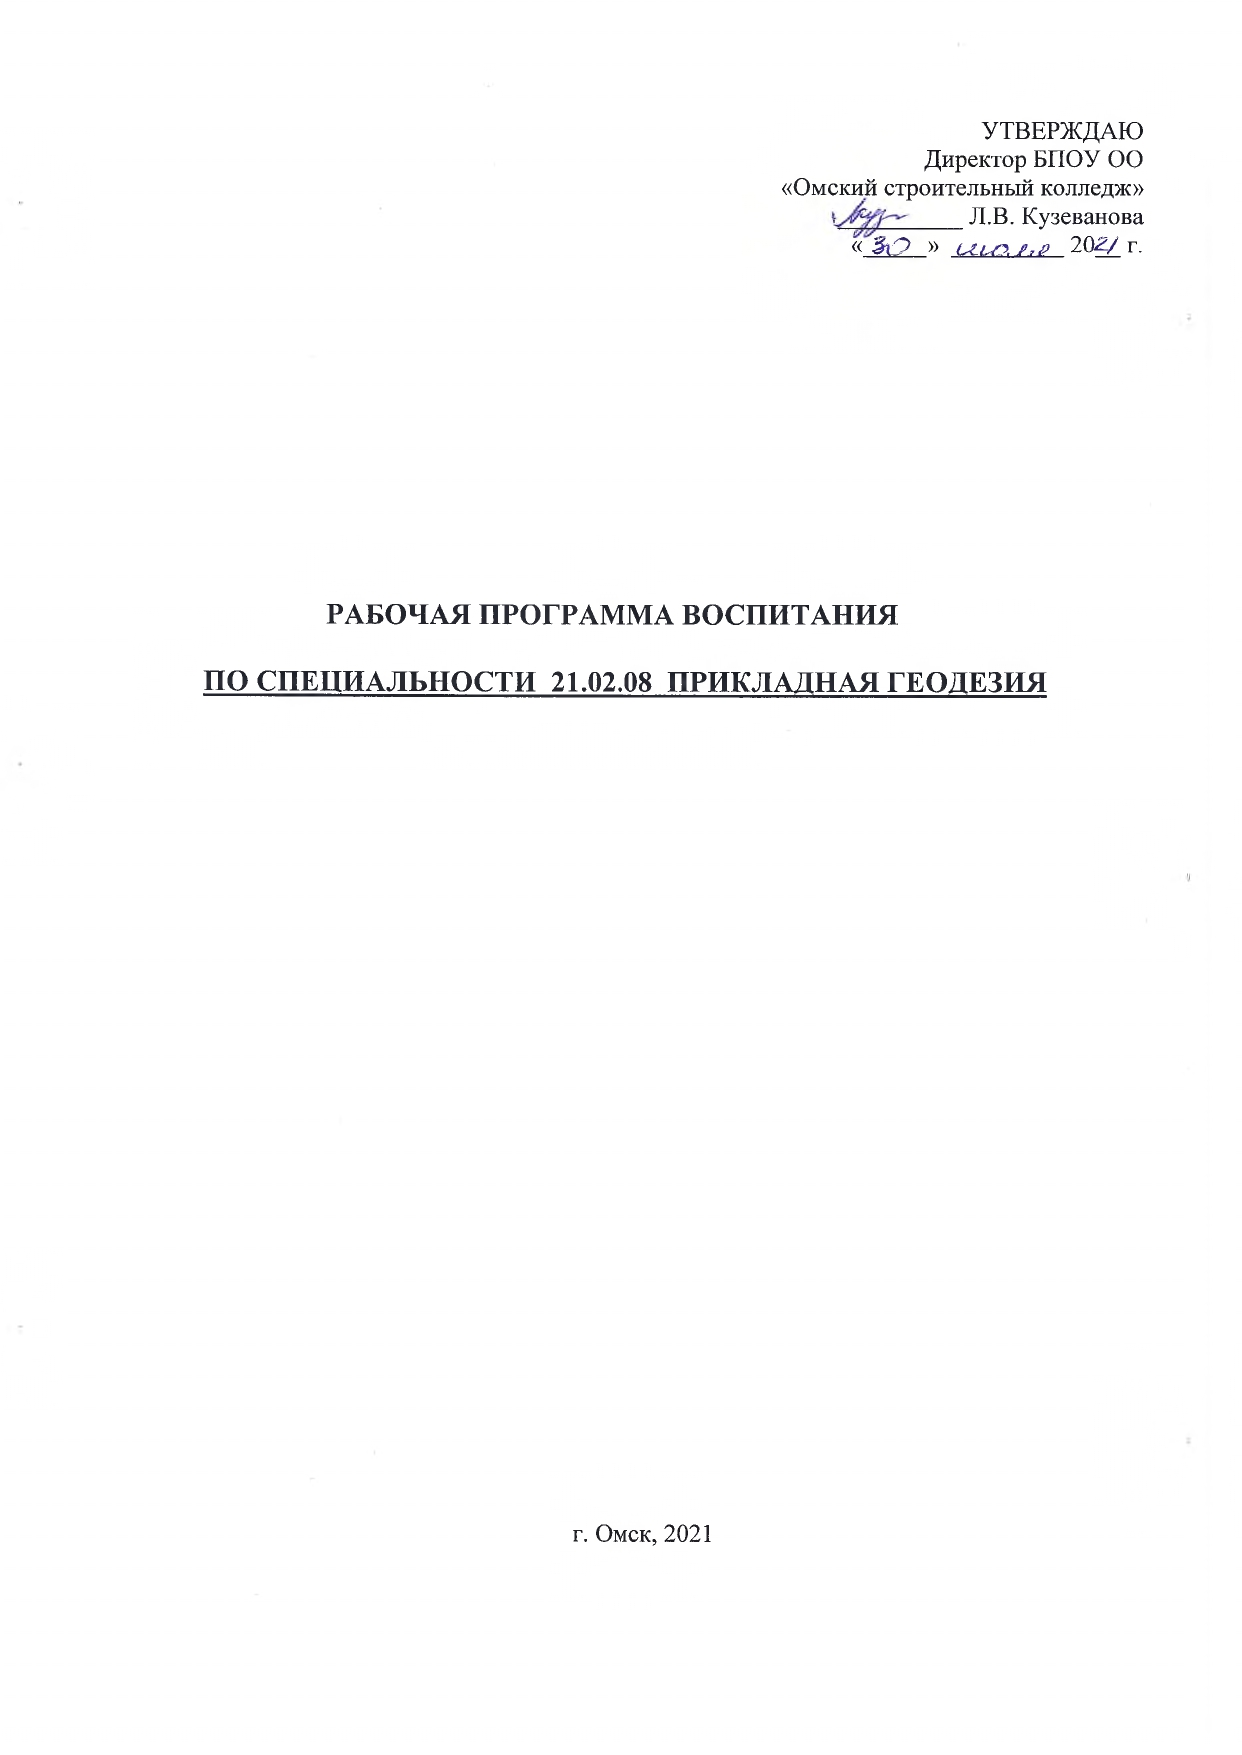 УТВЕРЖДАЮ
Директор БПОУ ОО
«Омский строительный колледж»
__________ Л.В. Кузеванова
«30» 2021 г.
РАБОЧАЯ ПРОГРАММА ВОСПИТАНИЯ
ПО СПЕЦИАЛЬНОСТИ 21.02.08 ПРИКЛАДНАЯ ГЕОДЕЗИЯ
г. Омск, 2021